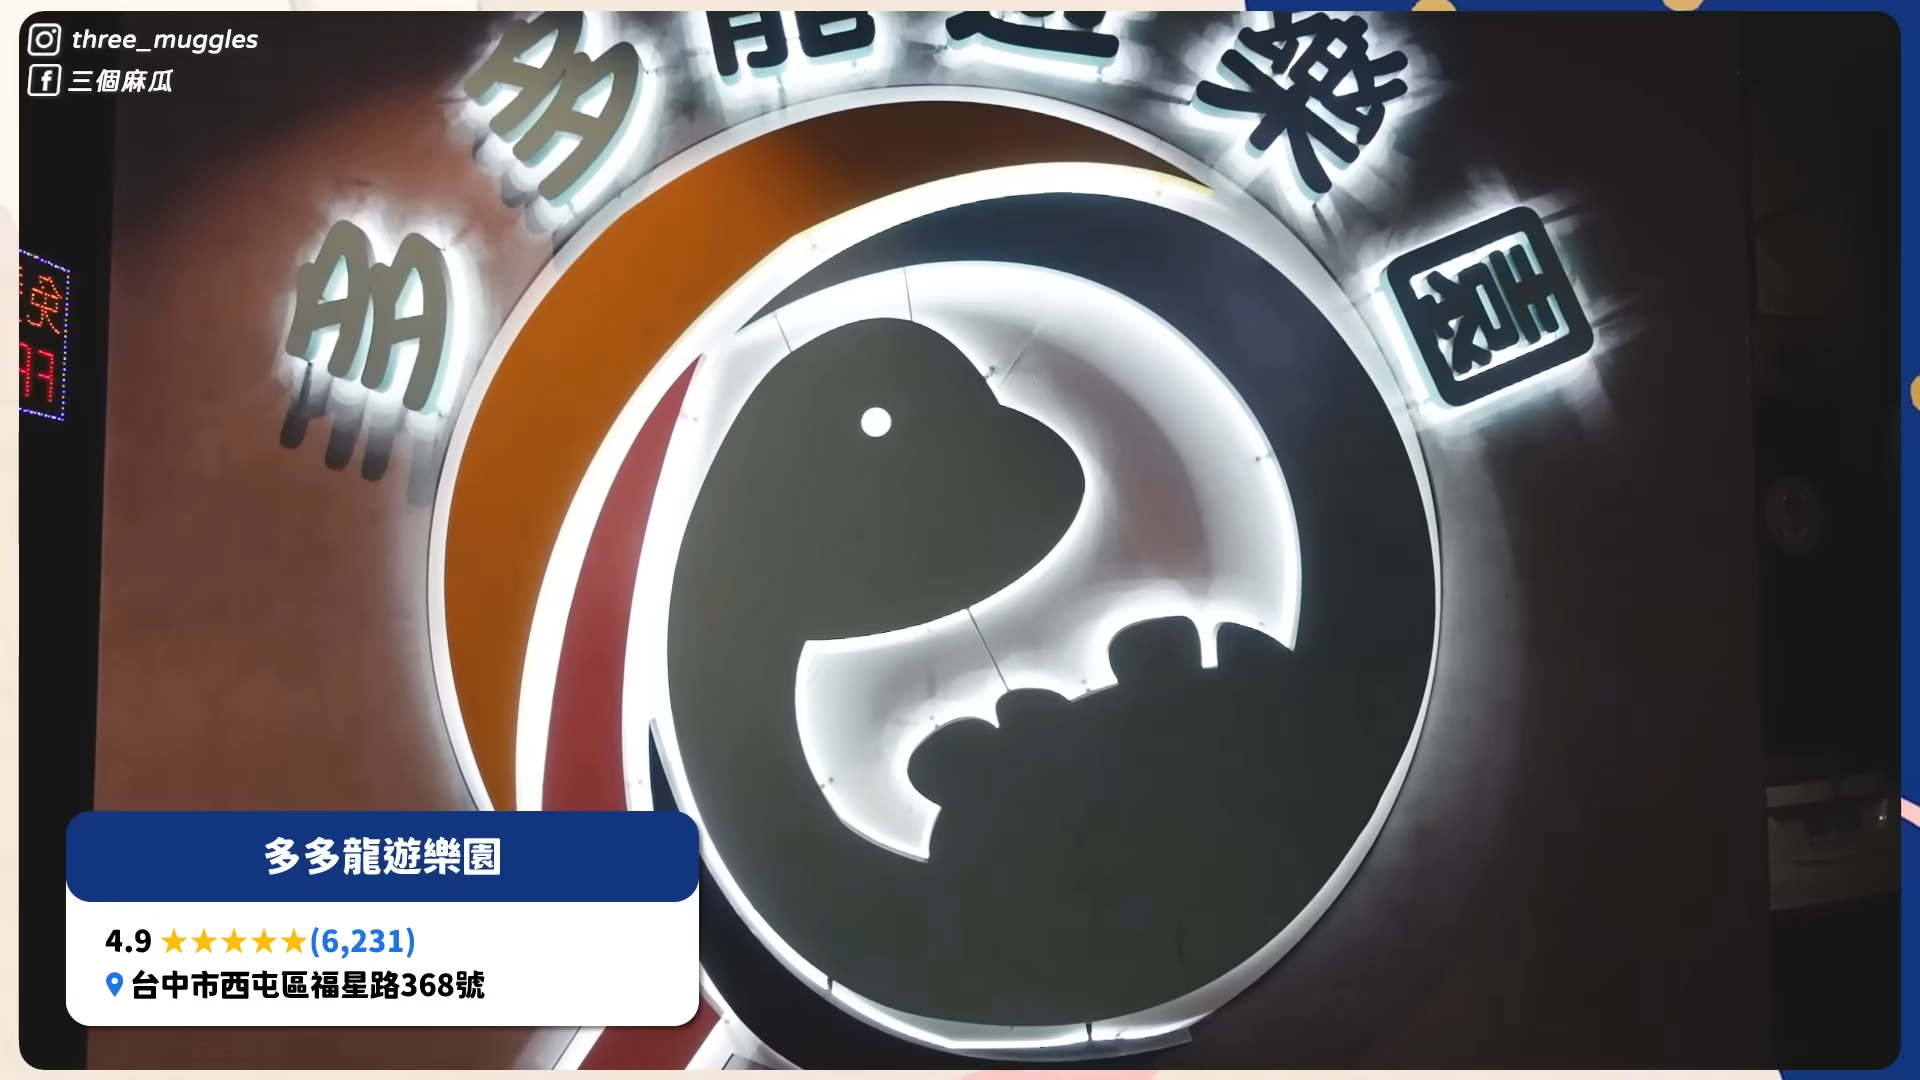 three_muggles
三個麻瓜
多多龍遊樂園
免
多多龍遊樂園
4.9 ★★★★★(6,231)
台中市西屯區福星路368號